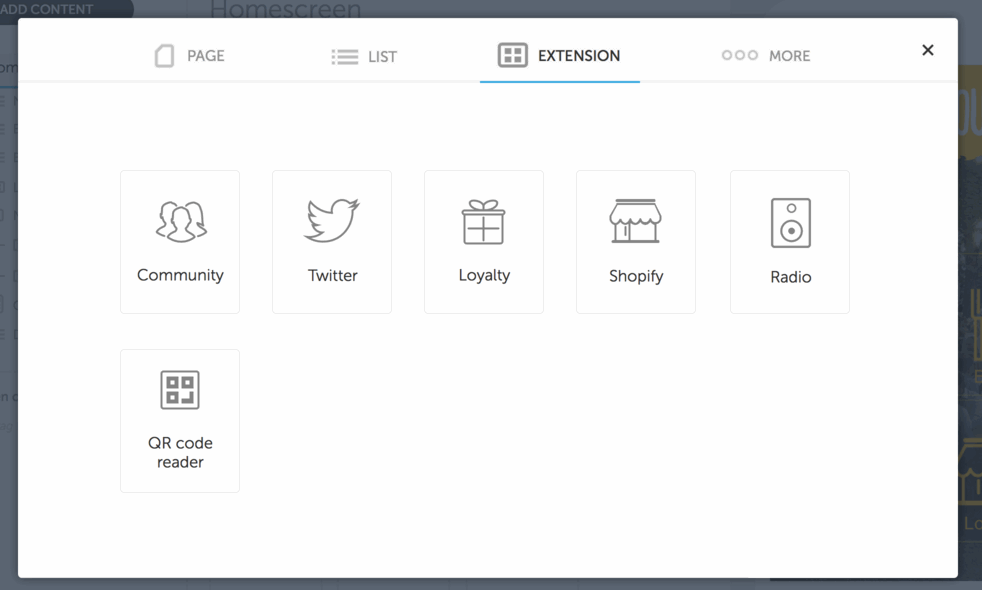 ADD CONTENT
Homescreen
PAGE
LIST
EXTENSION
MORE
Community
Twitter
Loyalty
Shopify
Radio
QR code
reader